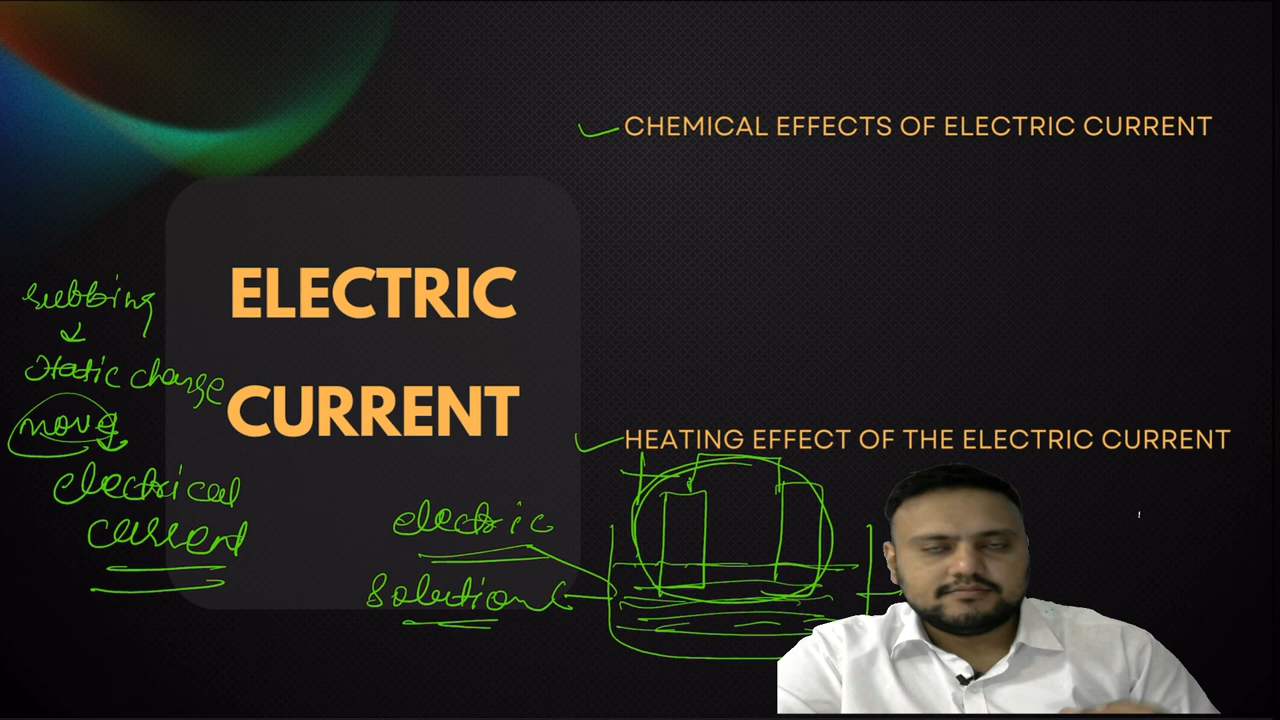 CHEMICAL EFFECTS OF ELECTRIC CURRENT
ELECTRIC
CURRENT
HEATING EFFECT OF THE ELECTRIC CURRENT
rubbing
static charge
move
electrical
current
electric
solution